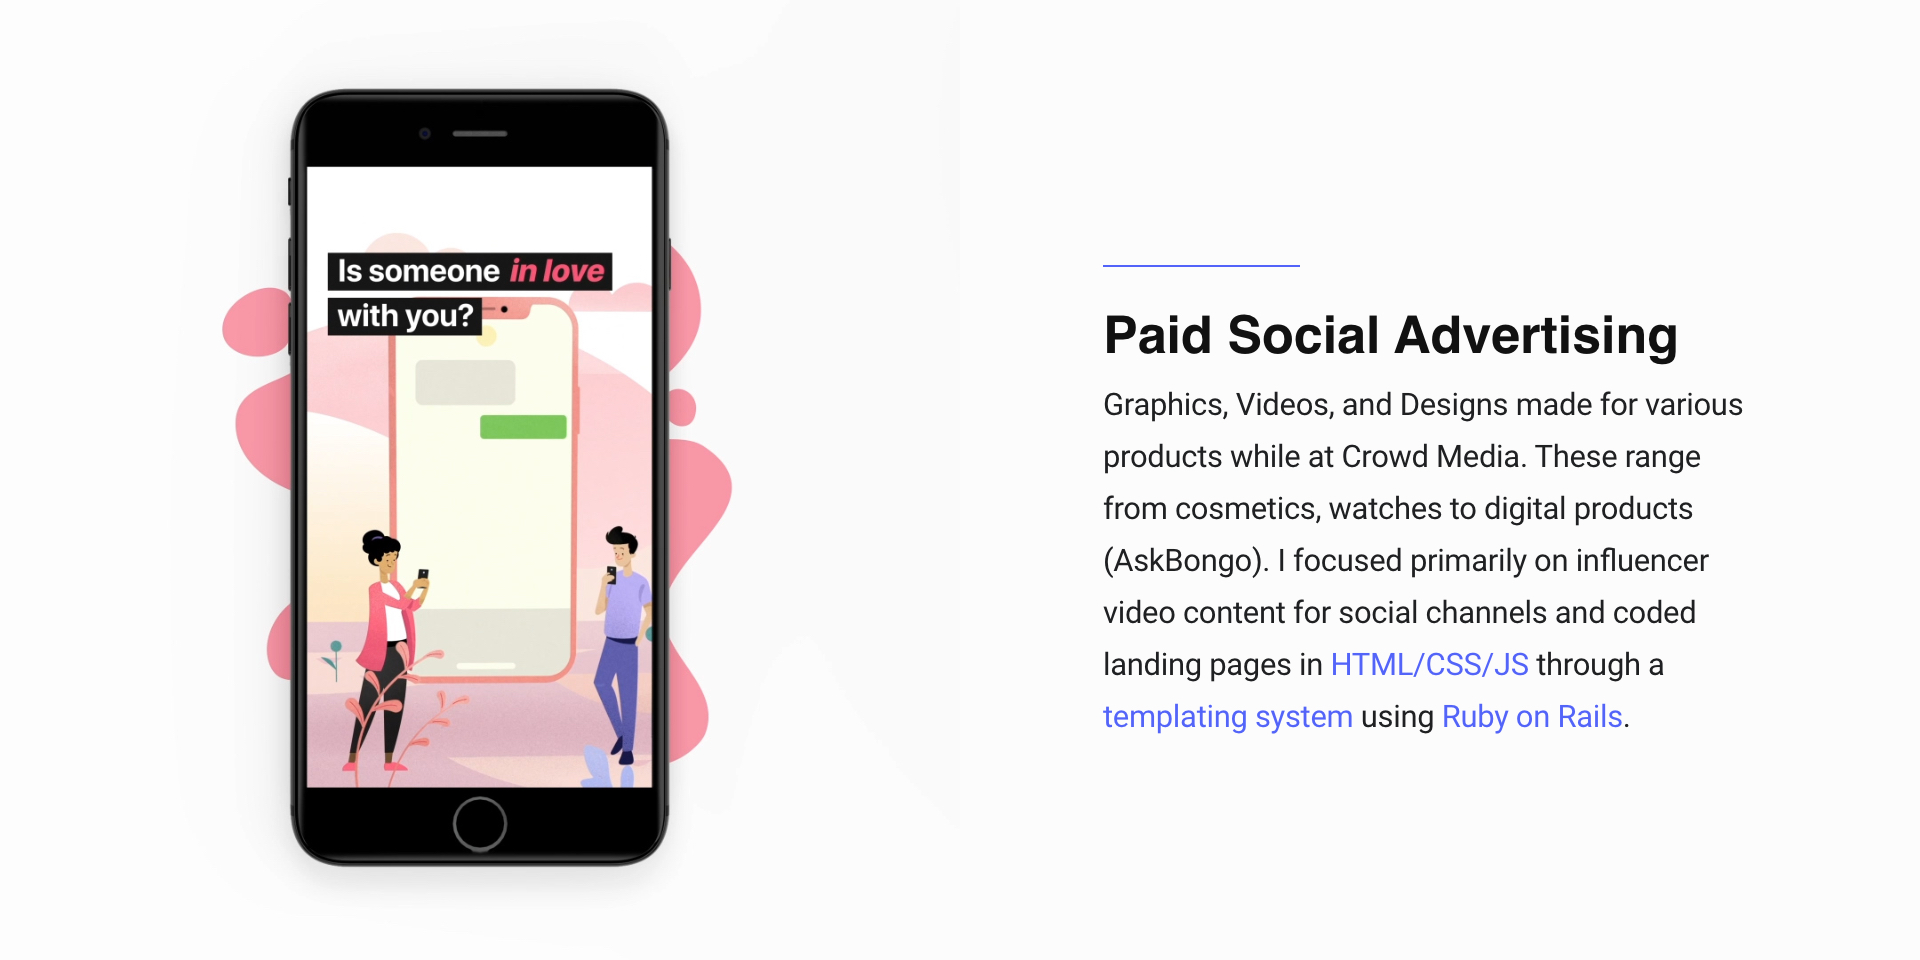 Is someone in love
with you?
Paid Social Advertising
Graphics, Videos, and Designs made for various
products while at Crowd Media. These range
from cosmetics, watches to digital products
(AskBongo). I focused primarily on influencer
video content for social channels and coded
landing pages in HTML/CSS/JS through a
templating system using Ruby on Rails.